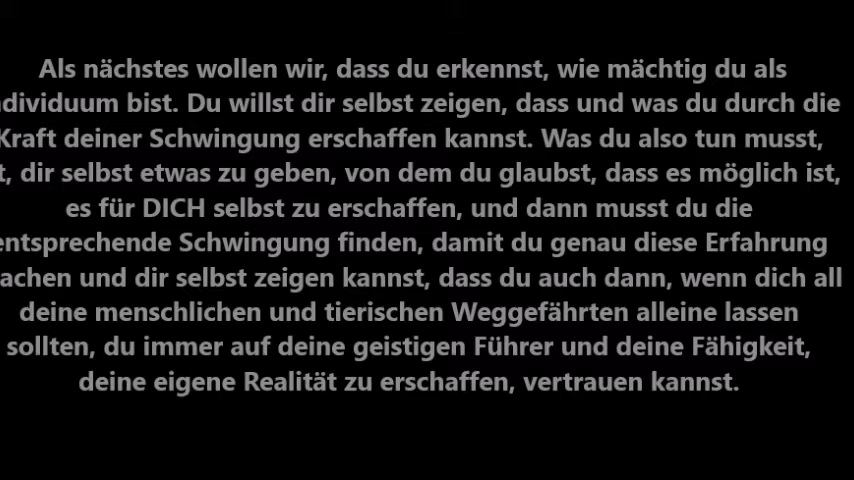 Als nächstes wollen wir, dass du erkennst, wie mächtig du als
dividuum bist. Du willst dir selbst zeigen, dass und was du durch die
Kraft deiner Schwingung erschaffen kannst. Was du also tun musst,
t, dir selbst etwas zu geben, von dem du glaubst, dass es möglich ist,
es für DICH selbst zu erschaffen, und dann musst du die
entsprechende Schwingung finden, damit du genau diese Erfahrung
achen und dir selbst zeigen kannst, dass du auch dann, wenn dich all
deine menschlichen und tierischen Weggefährten alleine lassen
sollten, du immer auf deine geistigen Führer und deine Fähigkeit,
deine eigene Realität zu erschaffen, vertrauen kannst.